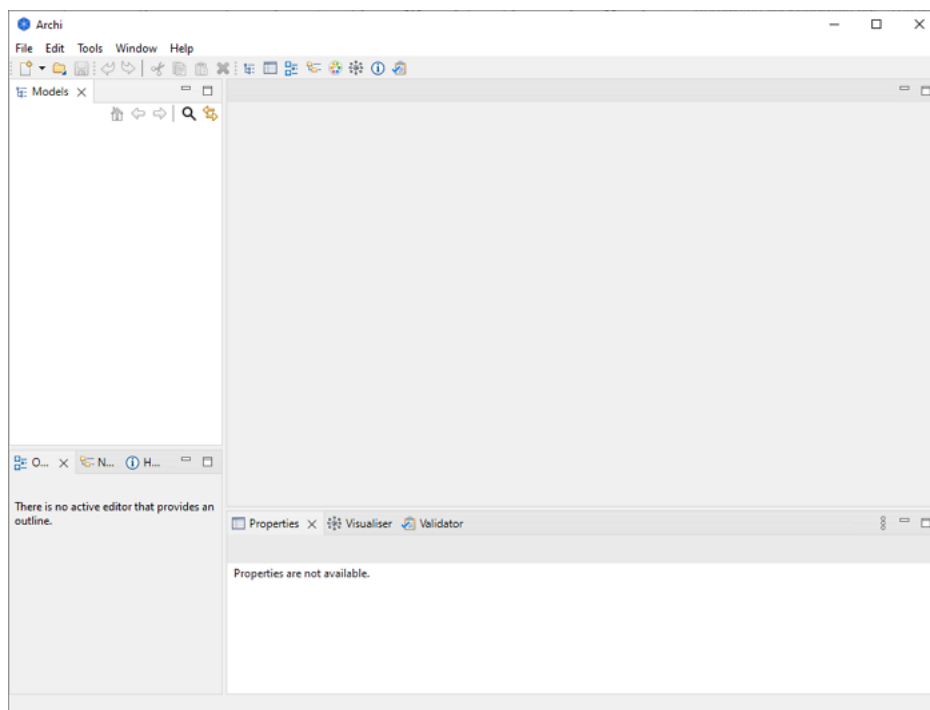 Archi
File Edit Tools Window Help
Models
O... N... H...
There is no active editor that provides an
outline.
Properties Visualiser Validator
Properties are not available.